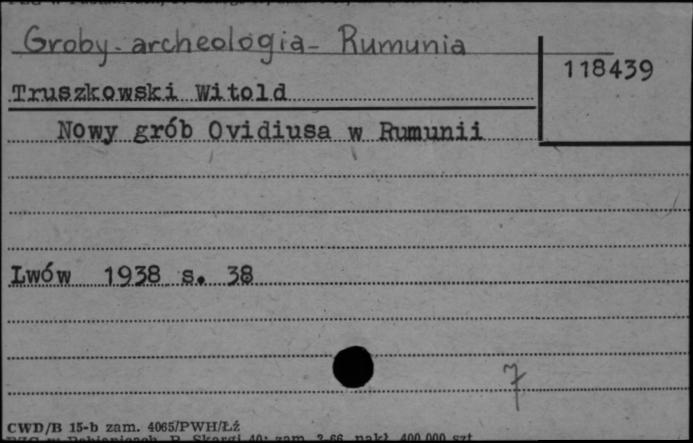 Groby-archeologia-Rumunia
118439
Truszkowski Witold
Nowy grób Ovidiusa w Rumunii
Lwów 1938 s. 38
7
CWD/B 15-b zam. 4065/PWH/Łź